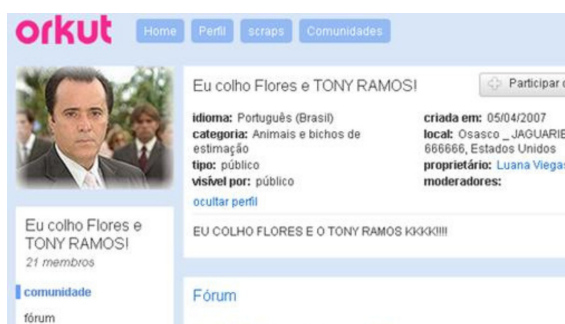 orkut
Home Perfil scraps Comunidades
Eu colho Flores e TONY RAMOS!
Participar
idioma: Português (Brasil)
categoria: Animais e bichos de
estimação
tipo: público
visível por: público
ocultar perfil
criada em: 05/04/2007
local: Osasco _ JAGUARIE
666666, Estados Unidos
proprietário: Luana Viegas
moderadores:
EU COLHO FLORES E O TONY RAMOS KKKK!!!!
Eu colho Flores e
TONY RAMOS!
21 membros
comunidade
fórum
Fórum